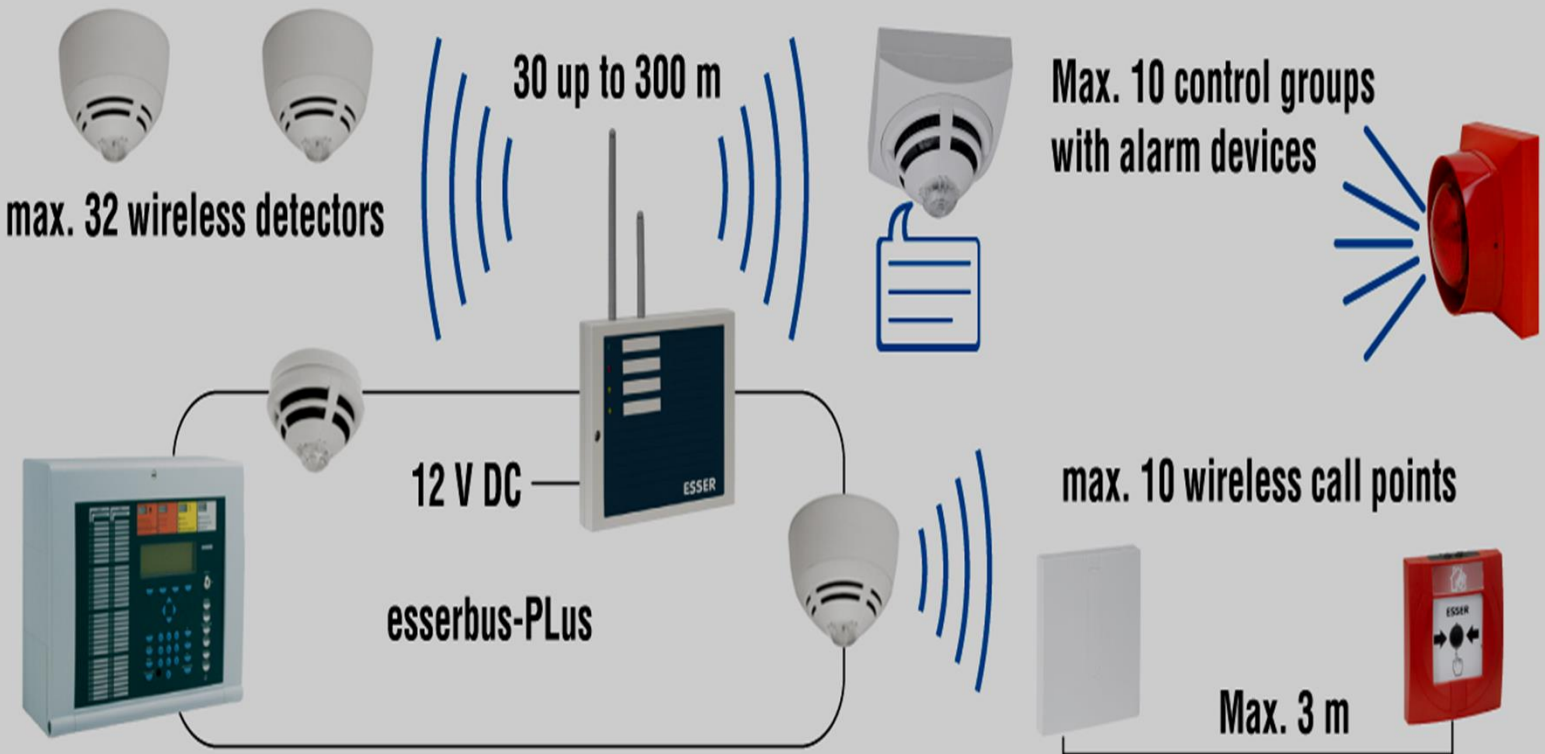 30 up to 300 m
Max. 10 control groups
with alarm devices
max. 32 wireless detectors
12 V DC
ESSER
max. 10 wireless call points
esserbus-PLus
ESSER
Max. 3 m